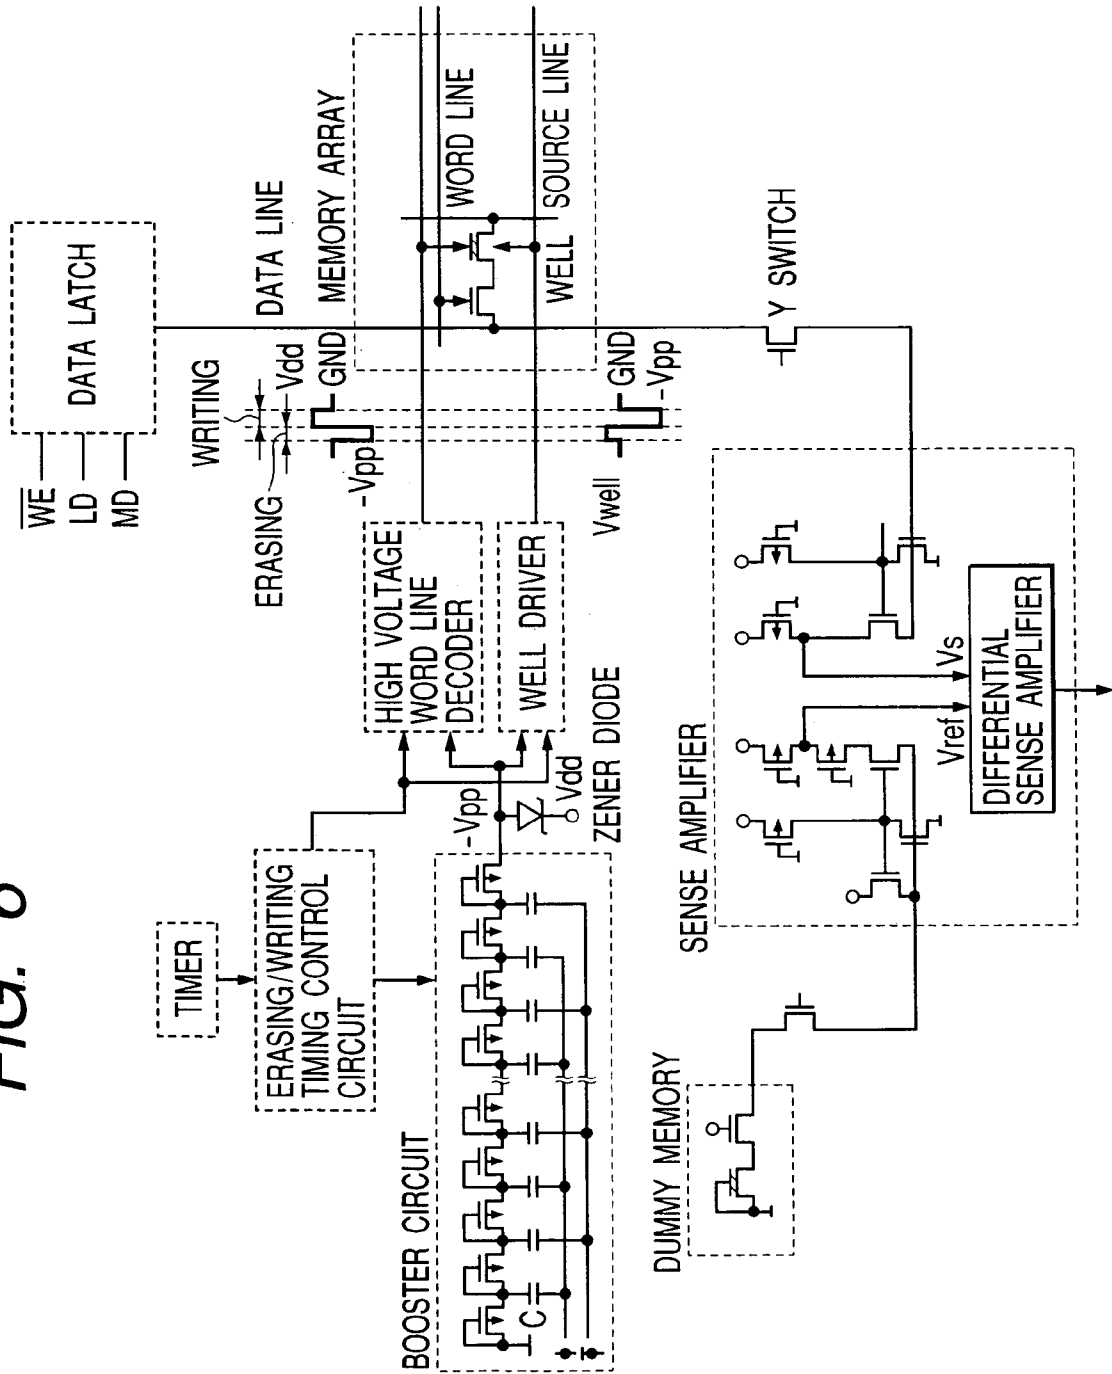 FIG.
TIMER
ERASING/WRITING
TIMING CONTROL
CIRCUIT
BOOSTER CIRCUIT
C
-Vpp
Vdd
ZENER DIODE
HIGH VOLTAGE
WORD LINE
DECODER
WELL DRIVER
WE
LD
MD
DATA LATCH
WRITING
ERASING
Vdd
GND
-Vpp
Vwell
GND
-Vpp
DATA LINE
MEMORY ARRAY
WORD LINE
WELL
SOURCE LINE
Y SWITCH
DUMMY MEMORY
SENSE AMPLIFIER
Vref
Vs
DIFFERENTIAL
SENSE AMPLIFIER